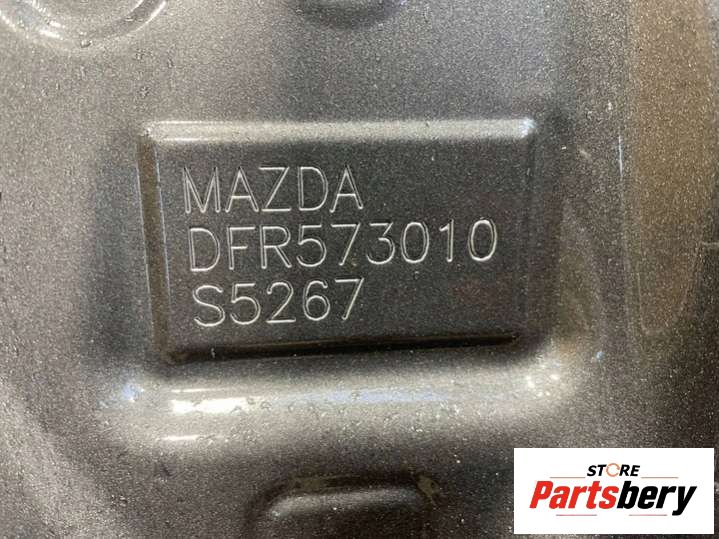 MAZDA
DFR573010
S5267
STORE
Partsbery